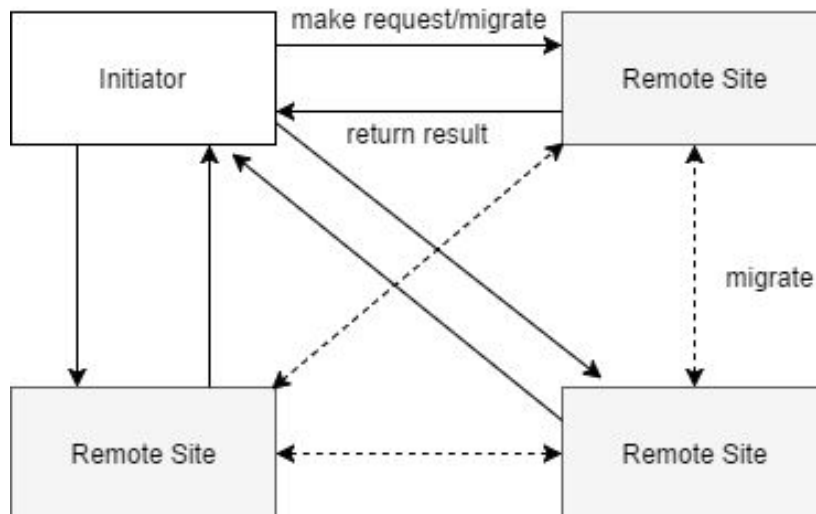 make request/migrate
Initiator
Remote Site
return result
migrate
Remote Site
Remote Site